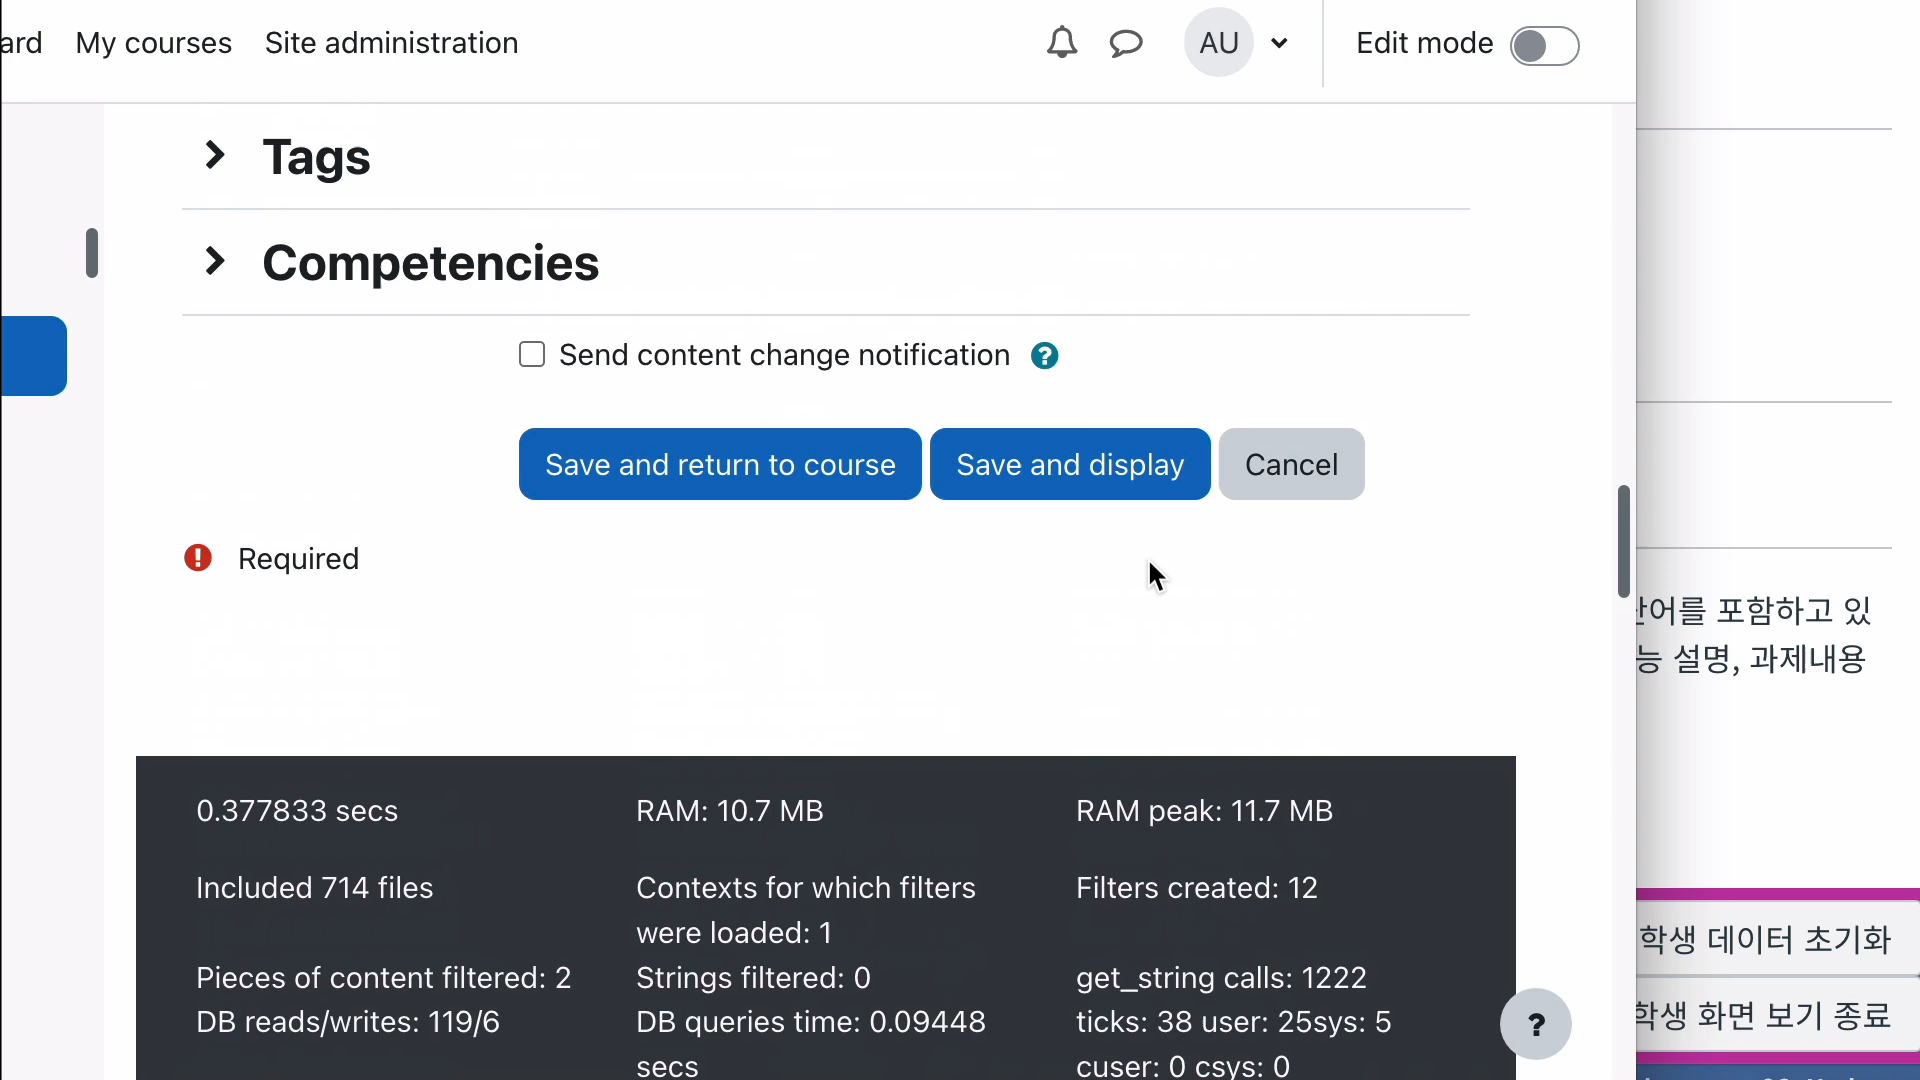 My courses Site administration AU Edit mode
Tags
Competencies
Send content change notification ?
Save and return to course Save and display Cancel
! Required
어를 포함하고 있
설명, 과제내용
0.377833 secs RAM: 10.7 MB RAM peak: 11.7 MB
Included 714 files Contexts for which filters Filters created: 12
were loaded: 1
학생 데이터 초기화
Pieces of content filtered: 2 Strings filtered: 0 get_string calls: 1222
DB reads/writes: 119/6 DB queries time: 0.09448 ticks: 38 user: 25sys: 5 ?
학생 화면 보기 종료
secs cuser: 0 csys: 0